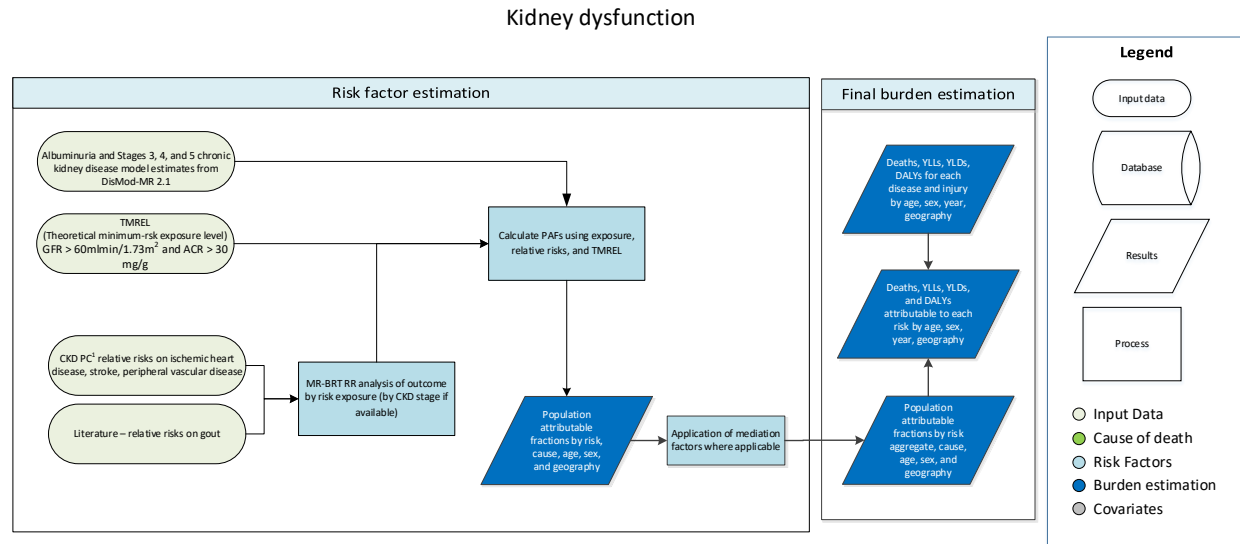 Kidney dysfunction
Risk factor estimation
Albuminuria and Stages 3, 4, and 5 chronic
kidney disease model estimates from
DisMod-MR 2.1
TMREL
(Theoretical minimum-rsk exposure level)
GFR > 60mlmin/1.73m² and ACR > 30
mg/g
CKD PC¹ relative risks on ischemic heart
disease, stroke, peripheral vascular disease
Literature – relative risks on gout
MR-BRT RR analysis of outcome
by risk exposure (by CKD stage if
available)
Calculate PAFs using exposure,
relative risks, and TMREL
Population
attributable
fractions by risk,
cause, age, sex,
and geography
Application of mediation
factors where applicable
Final burden estimation
Deaths, YLLs, YLDs,
DALYs for each
disease and injury
by age, sex, year,
geography
Deaths, YLLs, YLDs,
and DALYs
attributable to each
risk by age, sex,
year, geography
Population
attributable
fractions by risk
aggregate, cause,
age, sex, and
geography
Legend
Input data
Database
Results
Process
Input Data
Cause of death
Risk Factors
Burden estimation
Covariates